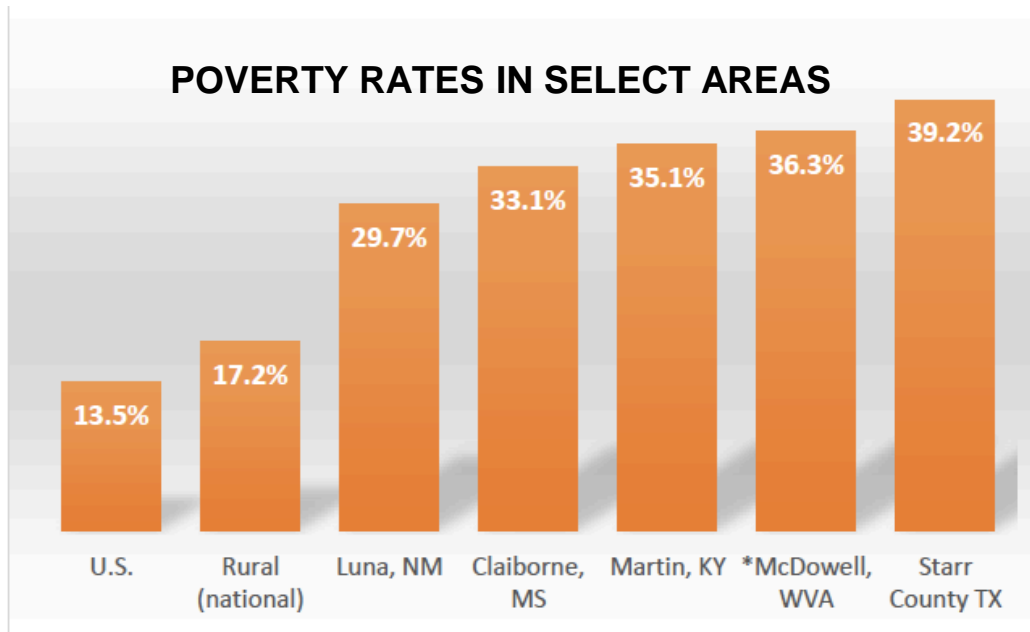 POVERTY RATES IN SELECT AREAS
13.5%
17.2%
29.7%
33.1%
35.1%
36.3%
39.2%
U.S.
Rural
(national)
Luna, NM
Claiborne,
MS
Martin, KY
*McDowell,
WVA
Starr
County TX